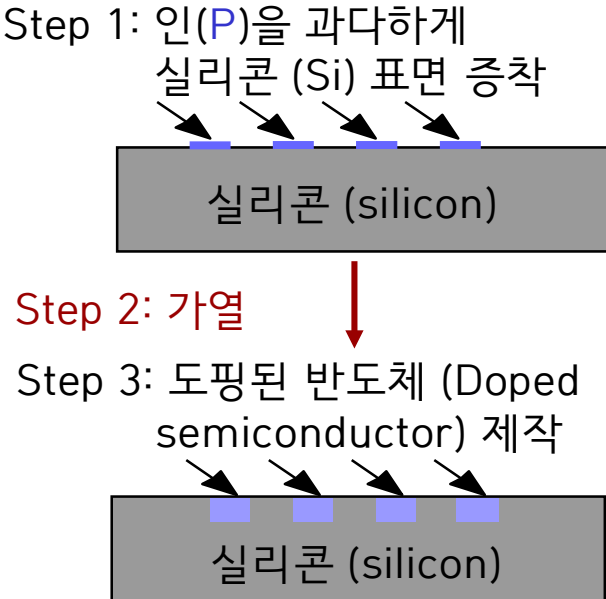 Step 1: 인(P)을 과다하게
실리콘 (Si) 표면 증착
실리콘 (silicon)
Step 2: 가열
Step 3: 도핑된 반도체 (Doped
semiconductor) 제작
실리콘 (silicon)